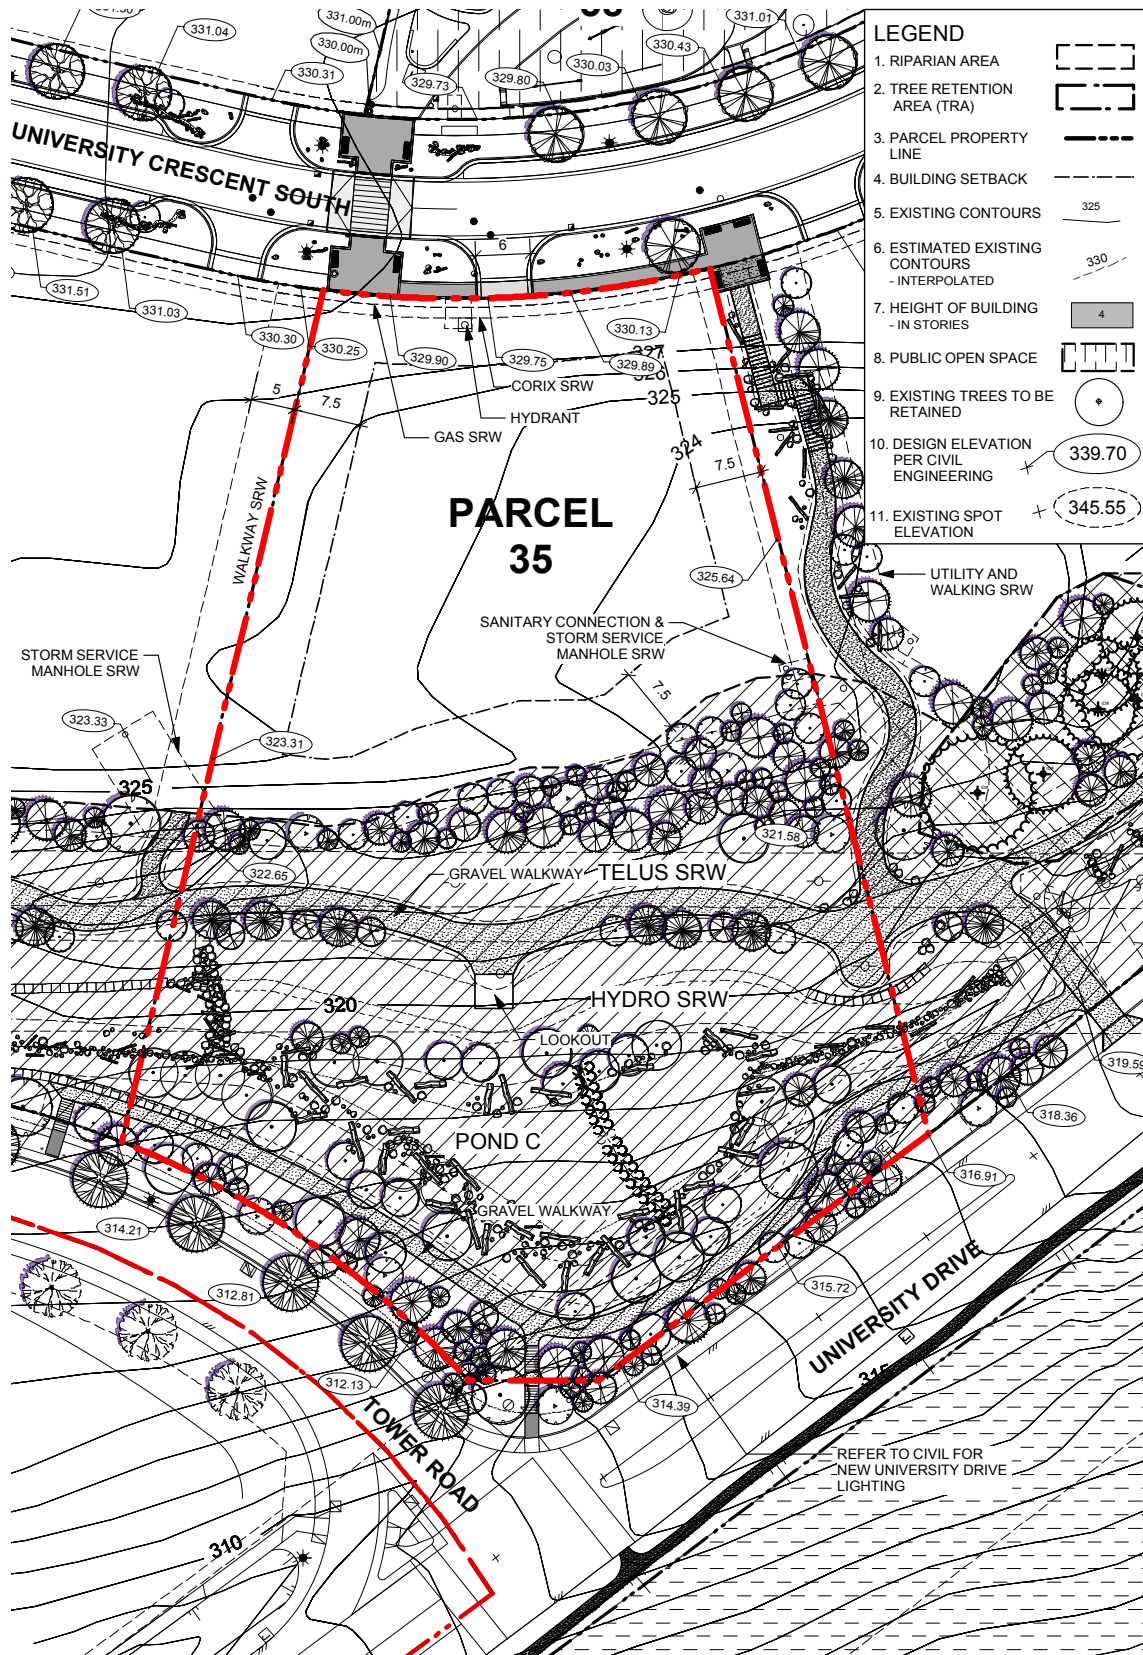 331.04
331.00m
330.00m
330.31
329.73
329.80
330.03
330.43
331.01
UNIVERSITY CRESCENT SOUTH
6
331.51
331.03
330.30
330.25
329.90
329.75
329.89
330.13
327
326
325
324
CORIX SRW
HYDRANT
GAS SRW
5
7.5
7.5
WALKWAY SRW
PARCEL
35
325.64
UTILITY AND
WALKING SRW
SANITARY CONNECTION &
STORM SERVICE
MANHOLE SRW
STORM SERVICE
MANHOLE SRW
7.5
323.33
323.31
325
321.58
322.65
GRAVEL WALKWAY
TELUS SRW
320
HYDRO SRW
LOOKOUT
POND C
GRAVEL WALKWAY
319.59
318.36
316.91
315.72
314.21
312.81
312.13
314.39
UNIVERSITY DRIVE
315
TOWER ROAD
310
REFER TO CIVIL FOR
NEW UNIVERSITY DRIVE
LIGHTING
LEGEND
1. RIPARIAN AREA
2. TREE RETENTION
AREA (TRA)
3. PARCEL PROPERTY
LINE
4. BUILDING SETBACK
5. EXISTING CONTOURS
325
6. ESTIMATED EXISTING
CONTOURS
- INTERPOLATED
330
7. HEIGHT OF BUILDING
- IN STORIES
4
8. PUBLIC OPEN SPACE
9. EXISTING TREES TO BE
RETAINED
10. DESIGN ELEVATION
PER CIVIL
ENGINEERING
339.70
11. EXISTING SPOT
ELEVATION
345.55